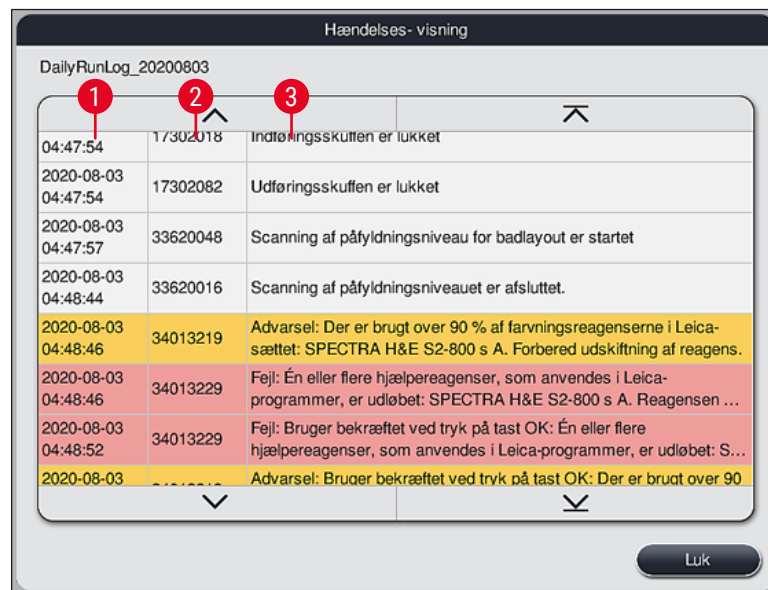 Hændelses- visning
DailyRunLog_20200803
1
2
3
04:47:54
17302018
Indføringsskuffen er lukket
2020-08-03
04:47:54
17302082
Udføringsskuffen er lukket
2020-08-03
04:47:57
33620048
Scanning af påfyldningsniveau for badlayout er startet
2020-08-03
04:48:44
33620016
Scanning af påfyldningsniveauet er afsluttet.
2020-08-03
04:48:46
34013219
Advarsel: Der er brugt over 90 % af farvningsreagenserne i Leica-
sættet: SPECTRA H&E S2-800 s A. Forbered udskiftning af reagens.
2020-08-03
04:48:46
34013229
Fejl: Én eller flere hjælpereagenser, som anvendes i Leica-
programmer, er udløbet: SPECTRA H&E S2-800 s A. Reagensen ...
2020-08-03
04:48:52
34013229
Fejl: Bruger bekræftet ved tryk på tast OK: Én eller flere
hjælpereagenser, som anvendes i Leica-programmer, er udløbet: S...
2020-08-03
Advarsel: Bruger bekræftet ved tryk på tast OK: Der er brugt over 90
Luk